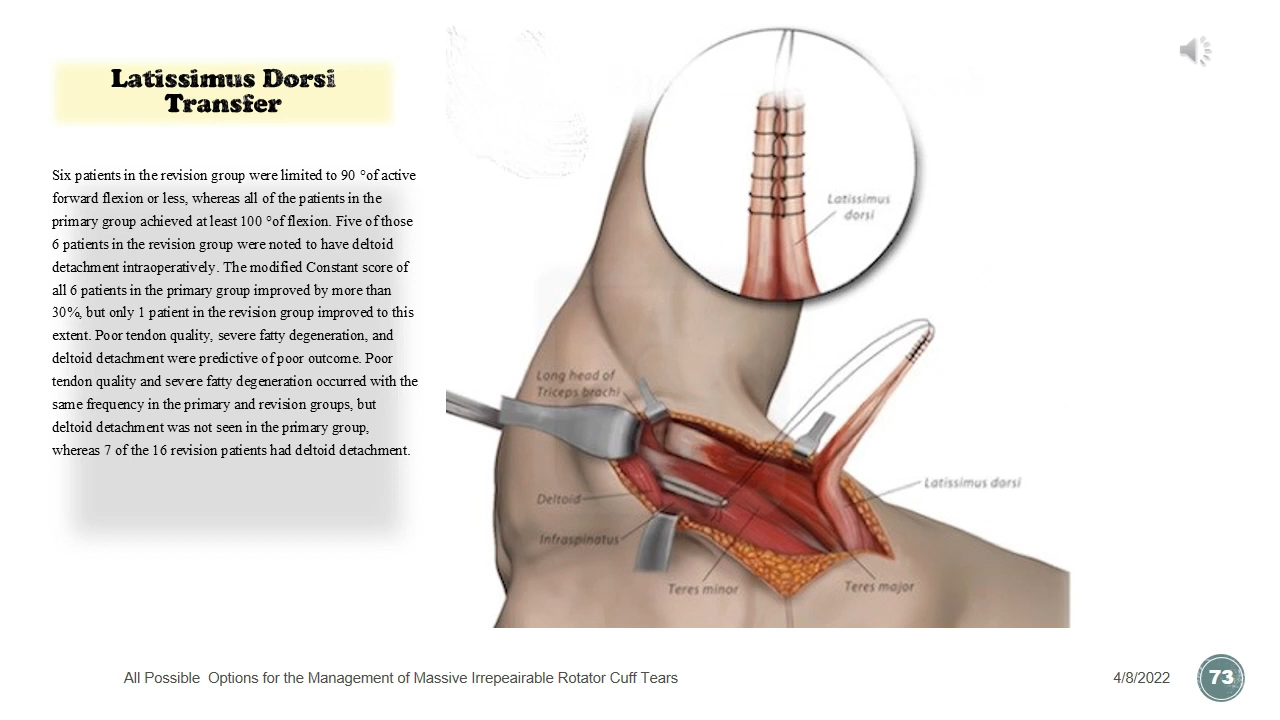 Latissimus Dorsi
Transfer
Six patients in the revision group were limited to 90 °of active
forward flexion or less, whereas all of the patients in the
primary group achieved at least 100 °of flexion. Five of those
6 patients in the revision group were noted to have deltoid
detachment intraoperatively. The modified Constant score of
all 6 patients in the primary group improved by more than
30%, but only 1 patient in the revision group improved to this
extent. Poor tendon quality, severe fatty degeneration, and
deltoid detachment were predictive of poor outcome. Poor
tendon quality and severe fatty degeneration occurred with the
same frequency in the primary and revision groups, but
deltoid detachment was not seen in the primary group,
whereas 7 of the 16 revision patients had deltoid detachment.
Latissimus
dorsi
Long head of
Triceps brachi
Latissimus dorsi
Deltoid
Infraspinatus
Teres minor
Teres major
All Possible Options for the Management of Massive Irrepeairable Rotator Cuff Tears
4/8/2022
73